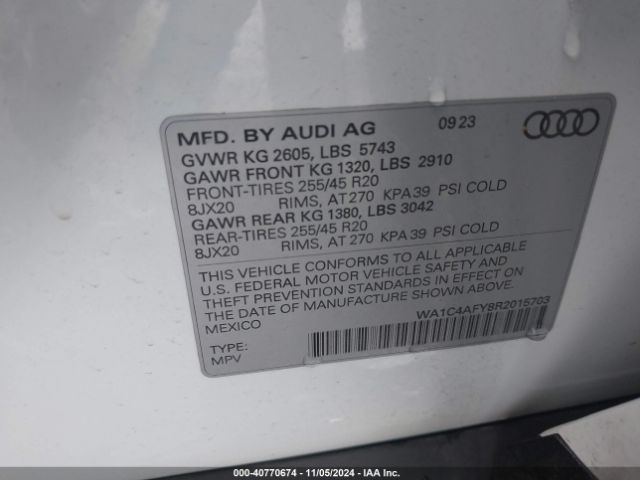 MFD. BY AUDI AG 09 23
GVWR KG 2605, LBS 5743
GAWR FRONT KG 1320, LBS 2910
FRONT-TIRES 255/45 R20
8JX20 RIMS, AT 270 KPA 39 PSI COLD
GAWR REAR KG 1380, LBS 3042
REAR-TIRES 255/45 R20
8JX20 RIMS, AT 270 KPA 39 PSI COLD
THIS VEHICLE CONFORMS TO ALL APPLICABLE
U.S. FEDERAL MOTOR VEHICLE SAFETY AND
THEFT PREVENTION STANDARDS IN EFFECT ON
THE DATE OF MANUFACTURE SHOWN ABOVE.
MEXICO
WA1C4AFY8R2015703
TYPE:
MPV
000-40770674 - 11/05/2024 - IAA Inc.